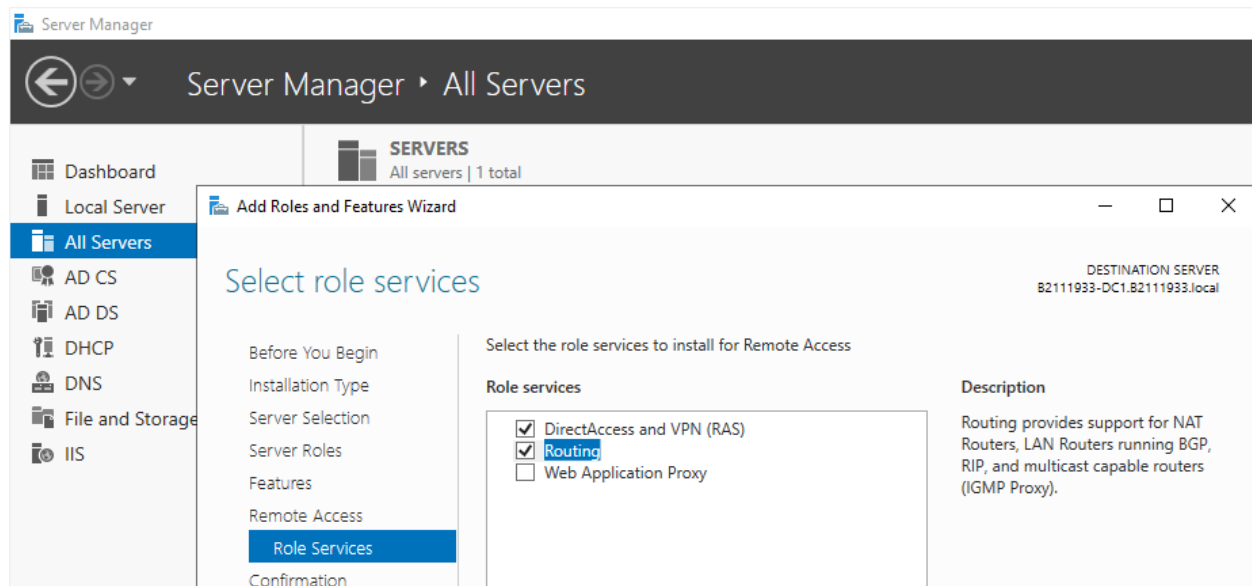 Server Manager
Server Manager ‣ All Servers
Dashboard
Local Server
All Servers
AD CS
AD DS
DHCP
DNS
File and Storage
IIS
SERVERS
All servers | 1 total
Add Roles and Features Wizard
Select role services
DESTINATION SERVER
B2111933-DC1.B2111933.local
Before You Begin
Installation Type
Server Selection
Server Roles
Features
Remote Access
Role Services
Confirmation
Select the role services to install for Remote Access
Role services
DirectAccess and VPN (RAS)
Routing
Web Application Proxy
Description
Routing provides support for NAT
Routers, LAN Routers running BGP,
RIP, and multicast capable routers
(IGMP Proxy).